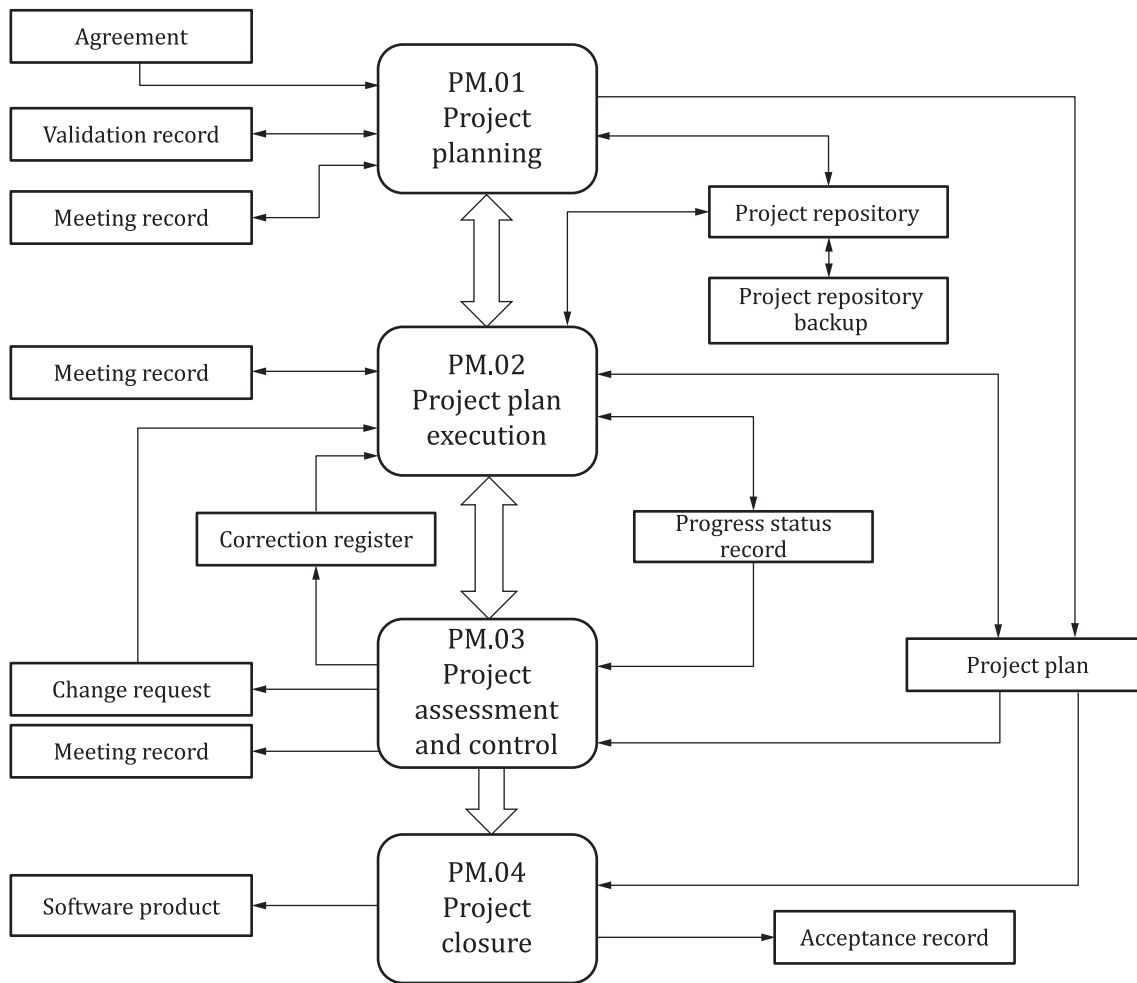 Agreement
PM.01
Project
planning
Validation record
Meeting record
Project repository
Project repository
backup
Meeting record
PM.02
Project plan
execution
Correction register
Progress status
record
PM.03
Project
assessment
and control
Change request
Meeting record
Project plan
PM.04
Project
closure
Software product
Acceptance record